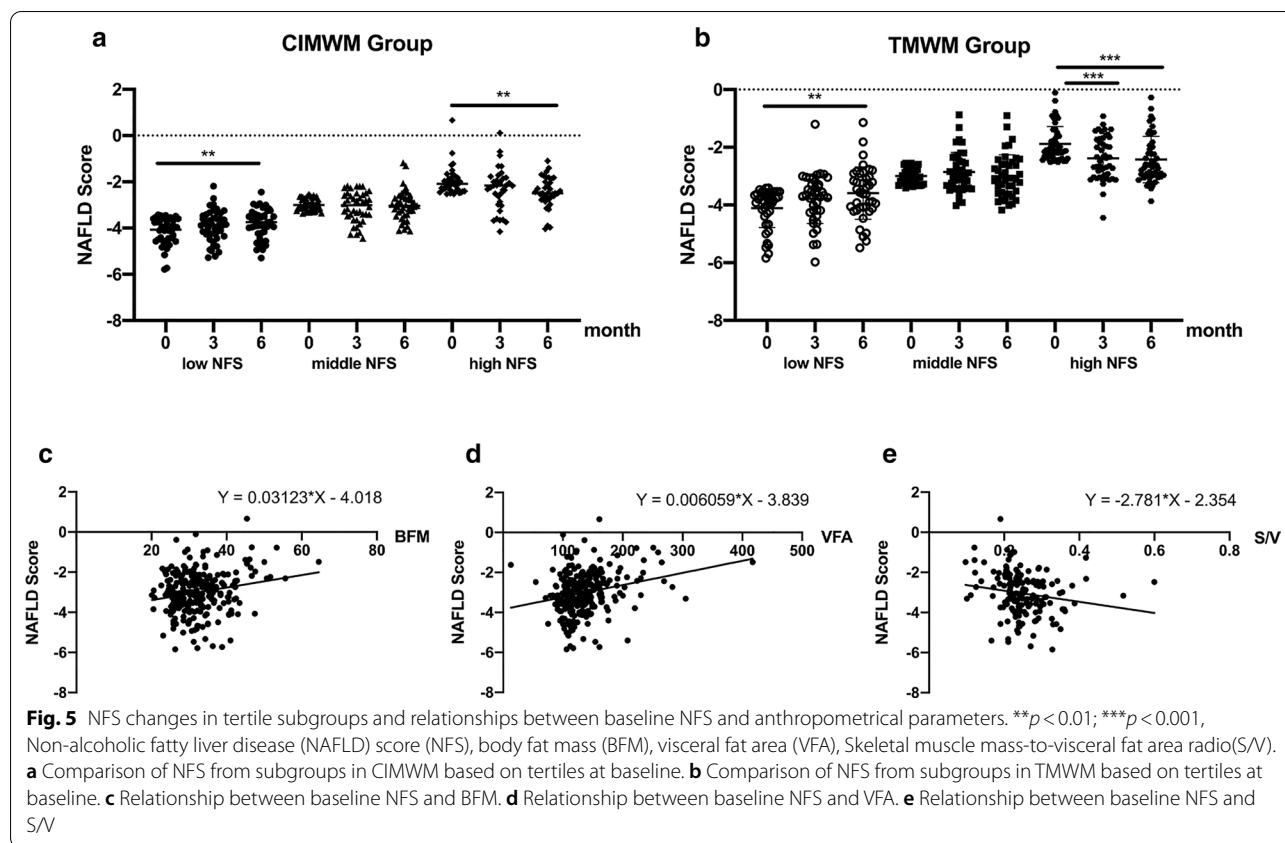 a
CIMWM Group
NAFLD Score
2
0
-2
-4
-6
-8
**
**
0 3 6 0 3 6 0 3 6
month
low NFS middle NFS high NFS
b
TMWM Group
NAFLD Score
0
-2
-4
-6
-8
**
***
***
0 3 6 0 3 6 0 3 6
month
low NFS middle NFS high NFS
c
Y = 0.03123*X - 4.018
NAFLD Score
2
0
-2
-4
-6
-8
20 40 60 80
BFM
d
Y = 0.006059*X - 3.839
NAFLD Score
2
0
-2
-4
-6
-8
100 200 300 400 500
VFA
e
Y = -2.781*X - 2.354
NAFLD Score
2
0
-2
-4
-6
-8
0.2 0.4 0.6 0.8
S/V
Fig. 5 NFS changes in tertile subgroups and relationships between baseline NFS and anthropometrical parameters. **p < 0.01; ***p < 0.001,
Non-alcoholic fatty liver disease (NAFLD) score (NFS), body fat mass (BFM), visceral fat area (VFA), Skeletal muscle mass-to-visceral fat area radio(S/V).
a Comparison of NFS from subgroups in CIMWM based on tertiles at baseline. b Comparison of NFS from subgroups in TMWM based on tertiles at
baseline. c Relationship between baseline NFS and BFM. d Relationship between baseline NFS and VFA. e Relationship between baseline NFS and
S/V